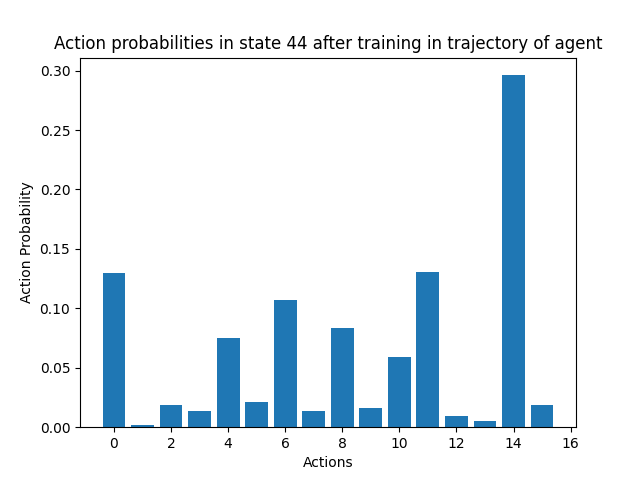 Action probabilities in state 44 after training in trajectory of agent
0.30
0.25
0.20
0.15
0.10
0.05
0.00
Action Probability
0 2 4 6 8 10 12 14 16
Actions